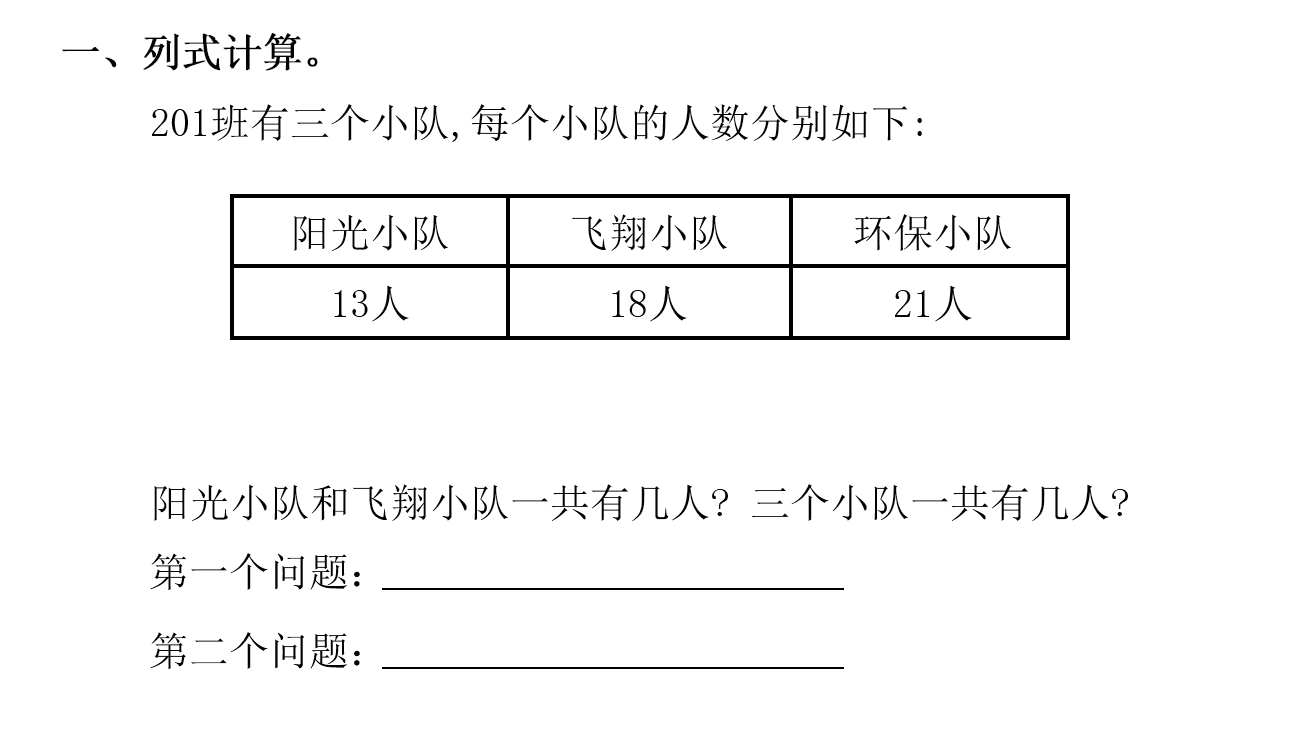 一、列式计算。
201班有三个小队,每个小队的人数分别如下:
阳光小队 飞翔小队 环保小队
13人 18人 21人
阳光小队和飞翔小队一共有几人? 三个小队一共有几人?
第一个问题:
第二个问题: